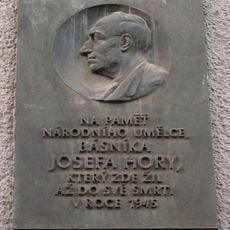 NA PAMĚŤ
NÁRODNÍHO UMĚLCE,
BÁSNÍKA
JOSEFA HORY,
KTERÝ ZDE ŽIL
AŽ DO SVÉ SMRTI
V ROCE 1945